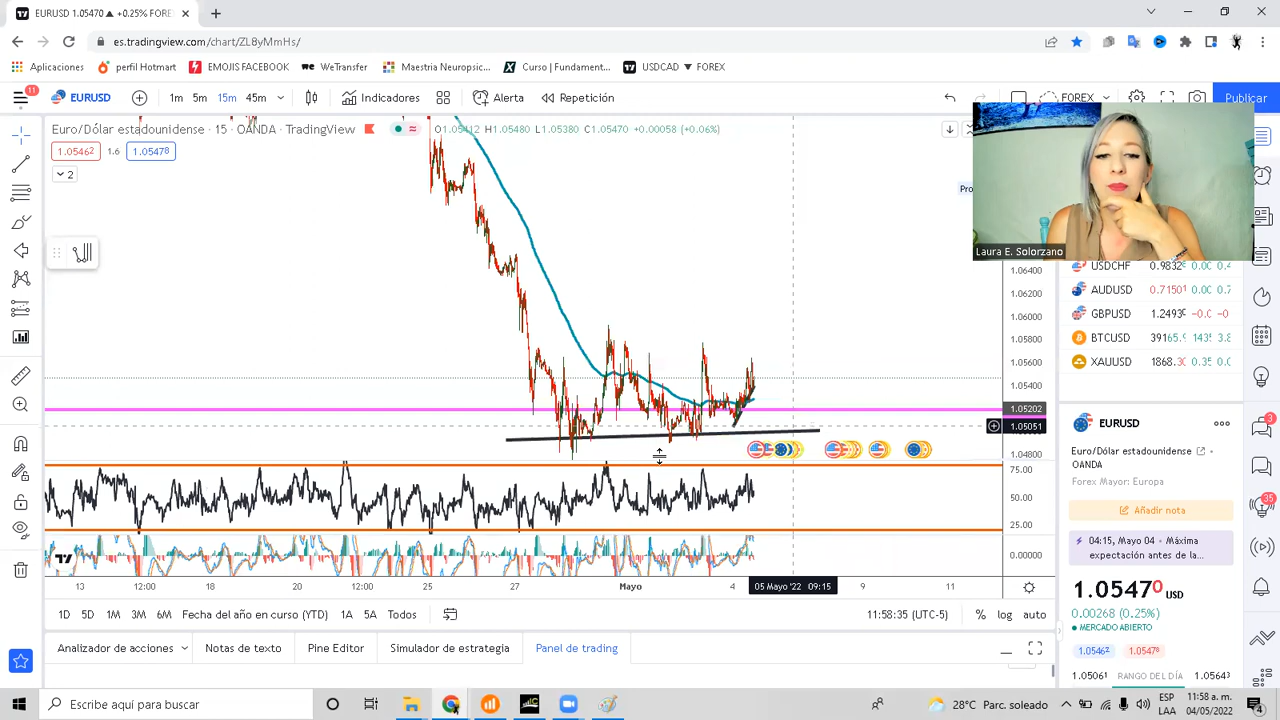 EURUSD 1.05470 ▲ +0.25% FORE
es.tradingview.com/chart/ZL8yMmHs/
Aplicaciones perfil Hotmart EMOJIS FACEBOOK WeTransfer Maestria Neuropsic... Curso | Fundament... USDCAD ▼ FOREX
11 EURUSD 1m 5m 15m 45m Indicadores Alerta Repetición FOREX Publicar
Euro/Dólar estadounidense · 15 · OANDA · TradingView H1.05480 L1.05380 C1.05470 +0.00058 (+0.06%)
1.05462 1.6 1.05478
2
Laura E. Solorzano
1.06400
1.06200
1.06000
1.05800
1.05600
1.05400
1.05202
1.05051
1.04800
75.00
50.00
25.00
0.00000
13 12:00 18 20 12:00 25 27 Mayo 4 05 Mayo '22 09:15 9 11
1D 5D 1M 3M 6M Fecha del año en curso (YTD) 1A 5A Todos 11:58:35 (UTC-5) % log auto
Analizador de acciones Notas de texto Pine Editor Simulador de estrategia Panel de trading
USDCHF 0.9832
AUDUSD 0.7150
GBPUSD 1.2493
BTCUSD 39165.
XAUUSD 1868.30
EURUSD
Euro/Dólar estadounidense
OANDA
Forex Mayor: Europa
Añadir nota
04:15, Mayo 04 • Máxima
expectación antes de la...
1.05470 USD
0.00268 (0.25%)
MERCADO ABIERTO
1.05462 1.05478
1.05061 RANGO DEL DÍA 1.05643
3
35
Escribe aquí para buscar
28°C Parc. soleado
ESP
LAA
11:58 a. m.
04/05/2022
4